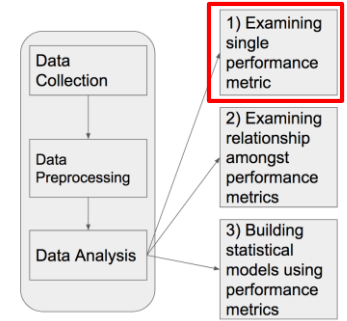 Data
Collection
Data
Preprocessing
Data Analysis
1) Examining
single
performance
metric
2) Examining
relationship
amongst
performance
metrics
3) Building
statistical
models using
performance
metrics